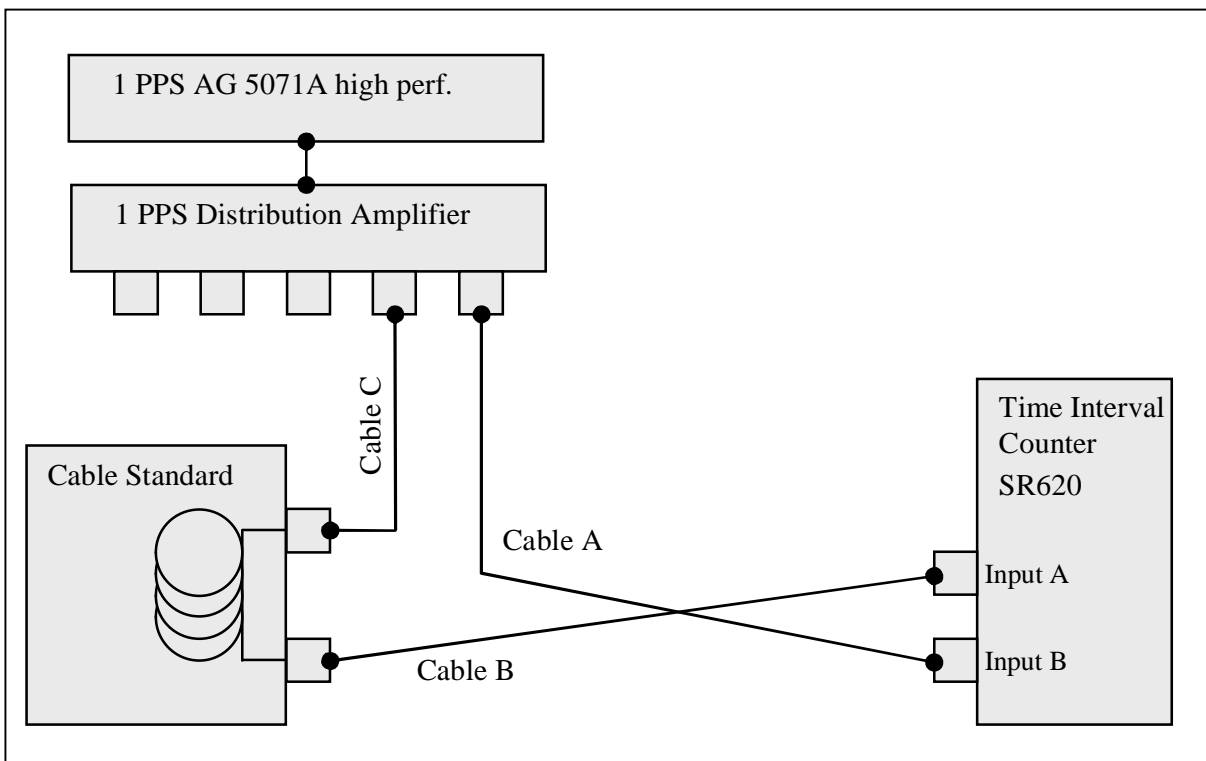 1 PPS AG 5071A high perf.
1 PPS Distribution Amplifier
Cable C
Cable Standard
Cable A
Cable B
Time Interval
Counter
SR620
Input A
Input B